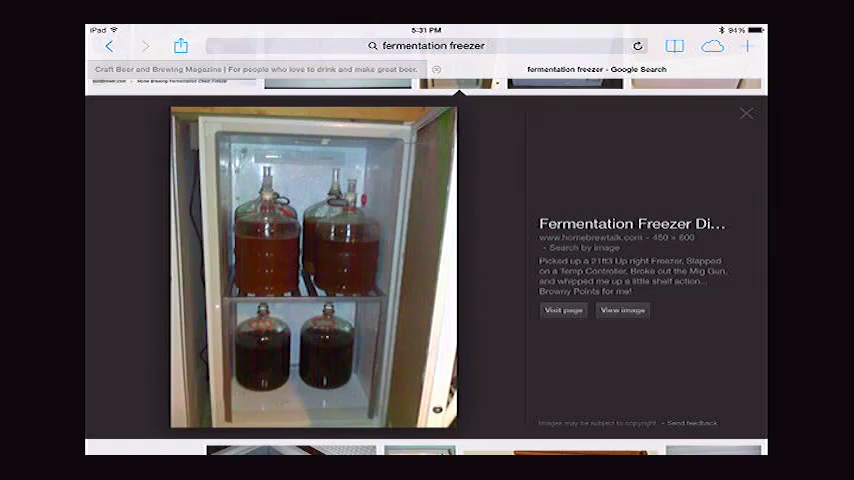 iPad
5:31 PM
94%
fermentation freezer
Craft Beer and Brewing Magazine | For people who love to drink and make great beer.
fermentation freezer - Google Search
Fermentation Freezer Di...
www.homebrewtalk.com - 450 × 600
- Search by image
Picked up a 21ft3 Up right Freezer, Slapped
on a Temp Controller, Broke out the Mig Gun,
and whipped me up a little shelf action...
Browny Points for me!
Visit page
View image
Images may be subject to copyright. - Send feedback